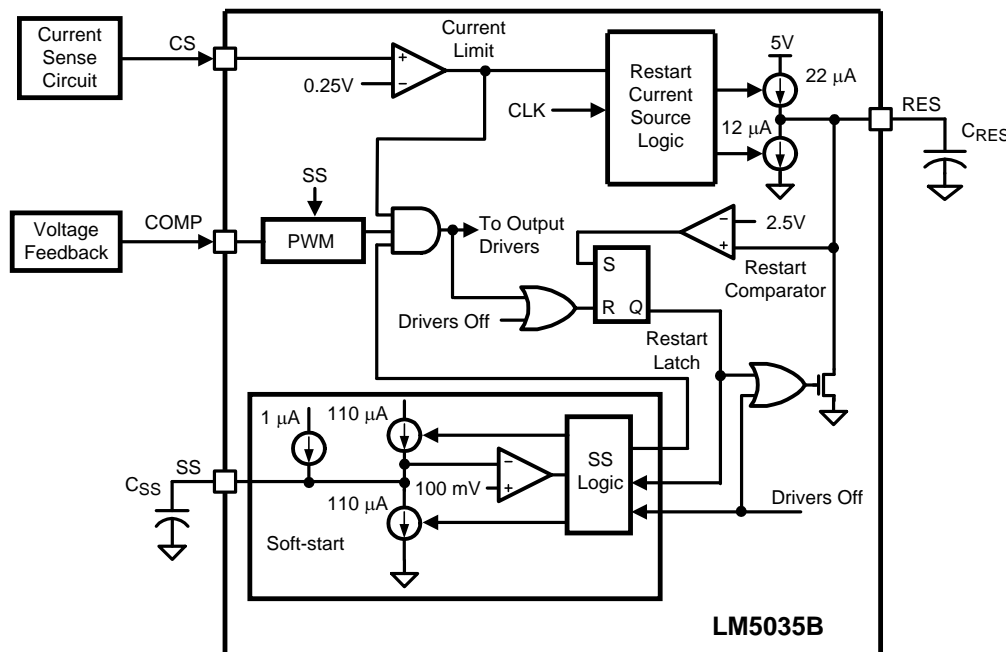 Current
Sense
Circuit
CS
0.25V
+
−
Current
Limit
CLK
Restart
Current
Source
Logic
5V
22 µA
12 µA
RES
CRES
Voltage
Feedback
COMP
SS
PWM
To Output
Drivers
−
+
2.5V
Restart
Comparator
S
R Q
Drivers Off
Restart
Latch
1 µA
110 µA
CSS
SS
100 mV
−
+
SS
Logic
110 µA
Drivers Off
Soft-start
LM5035B